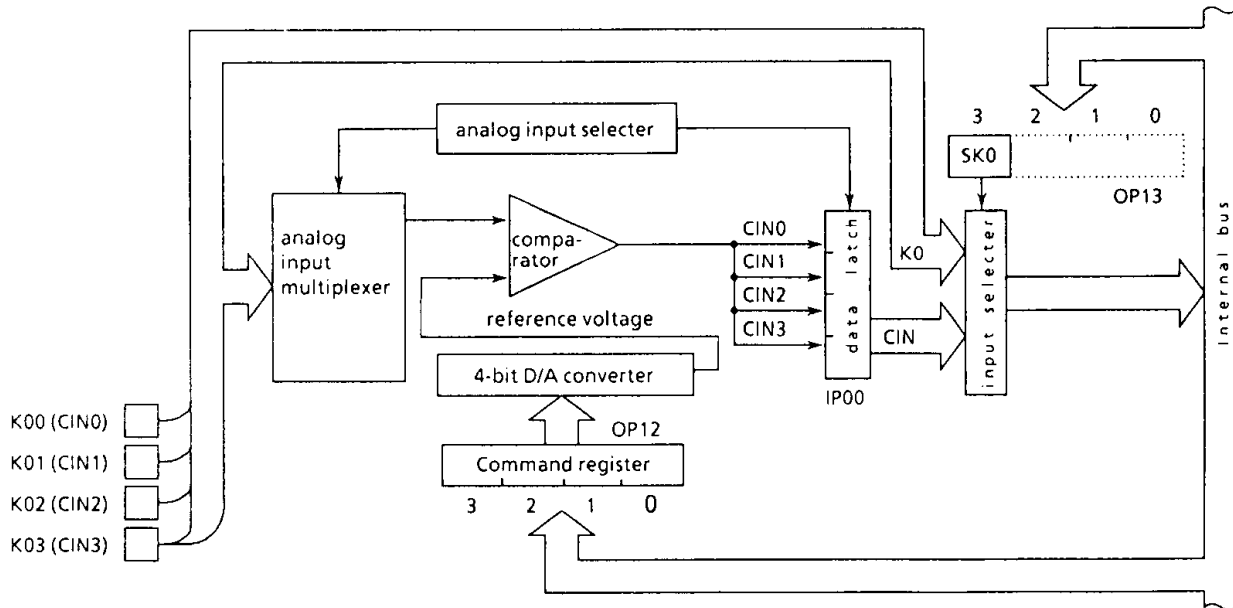 3 2 1 0
analog input selecter
SK0
OP13
analog
input
multiplexer
compa-
rator
CIN0
CIN1
CIN2
CIN3
data latch
K0
CIN
input selecter
Internal bus
reference voltage
4-bit D/A converter
IP00
OP12
Command register
3 2 1 0
K00 (CIN0)
K01 (CIN1)
K02 (CIN2)
K03 (CIN3)